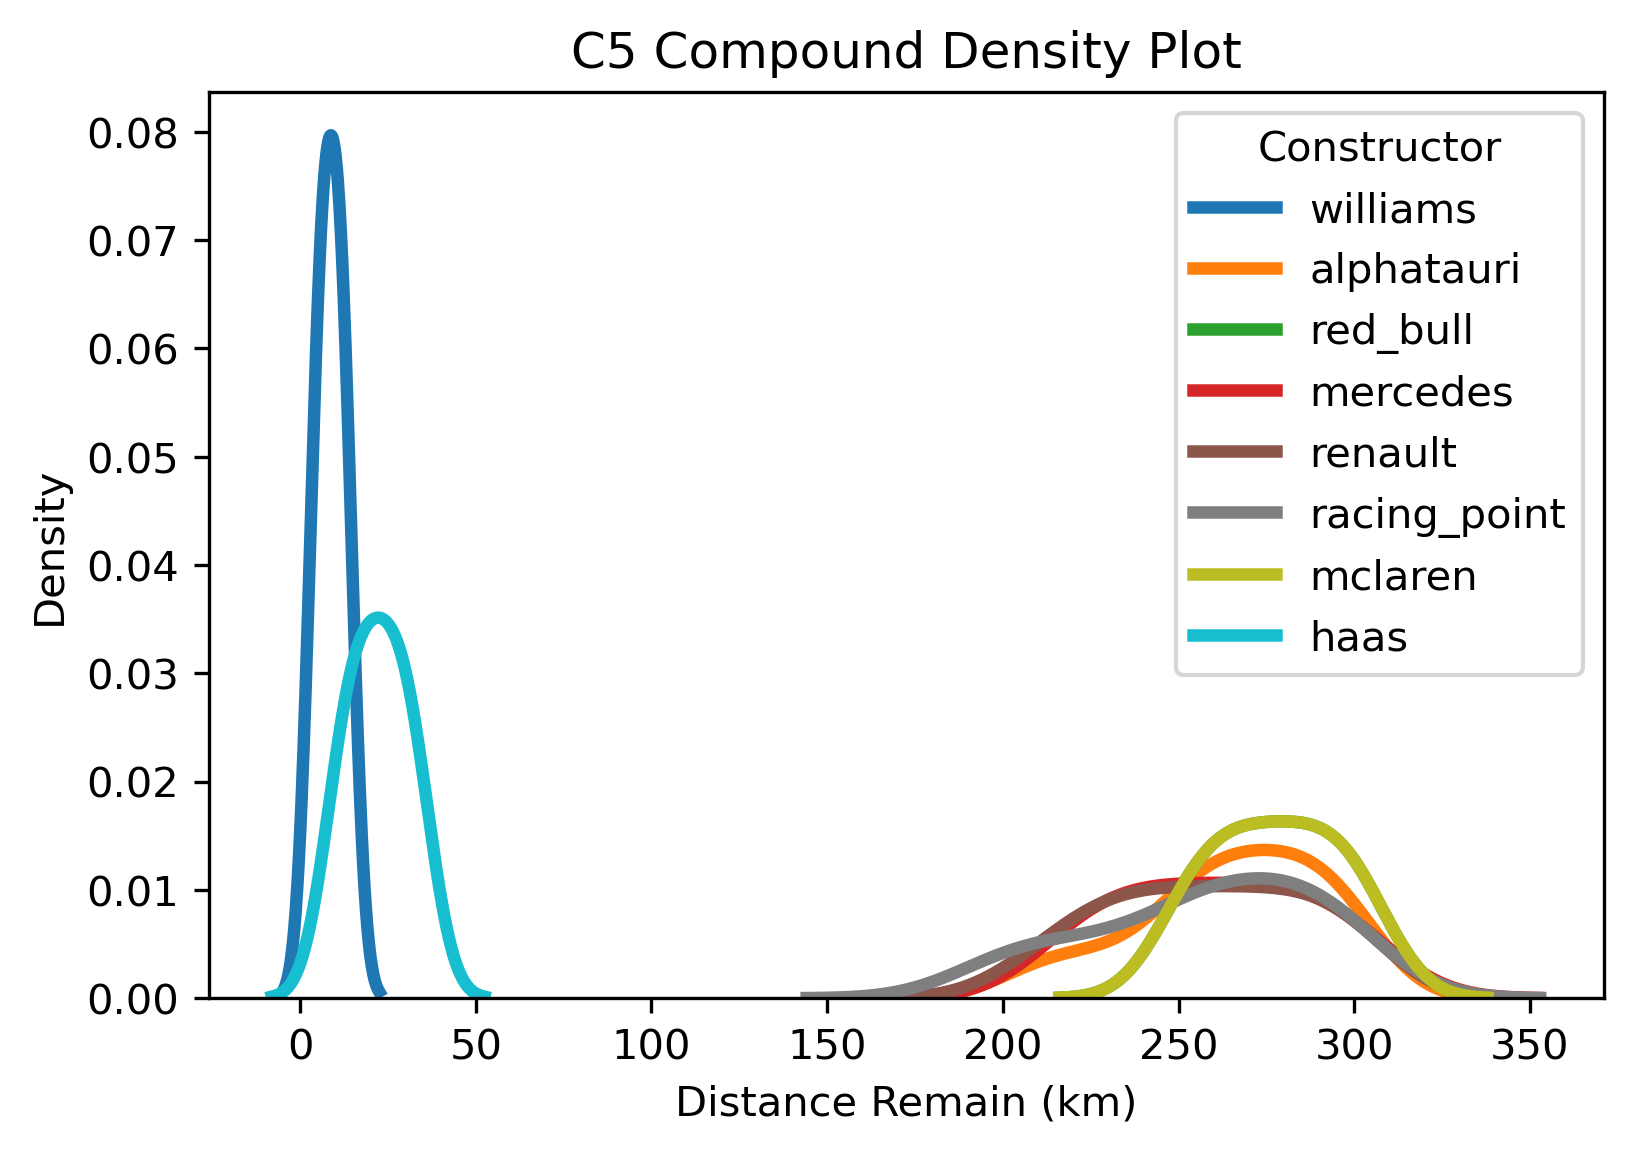 C5 Compound Density Plot
Constructor
williams
alphatauri
red_bull
mercedes
renault
racing_point
mclaren
haas
Density
0.08
0.07
0.06
0.05
0.04
0.03
0.02
0.01
0.00
0 50 100 150 200 250 300 350
Distance Remain (km)